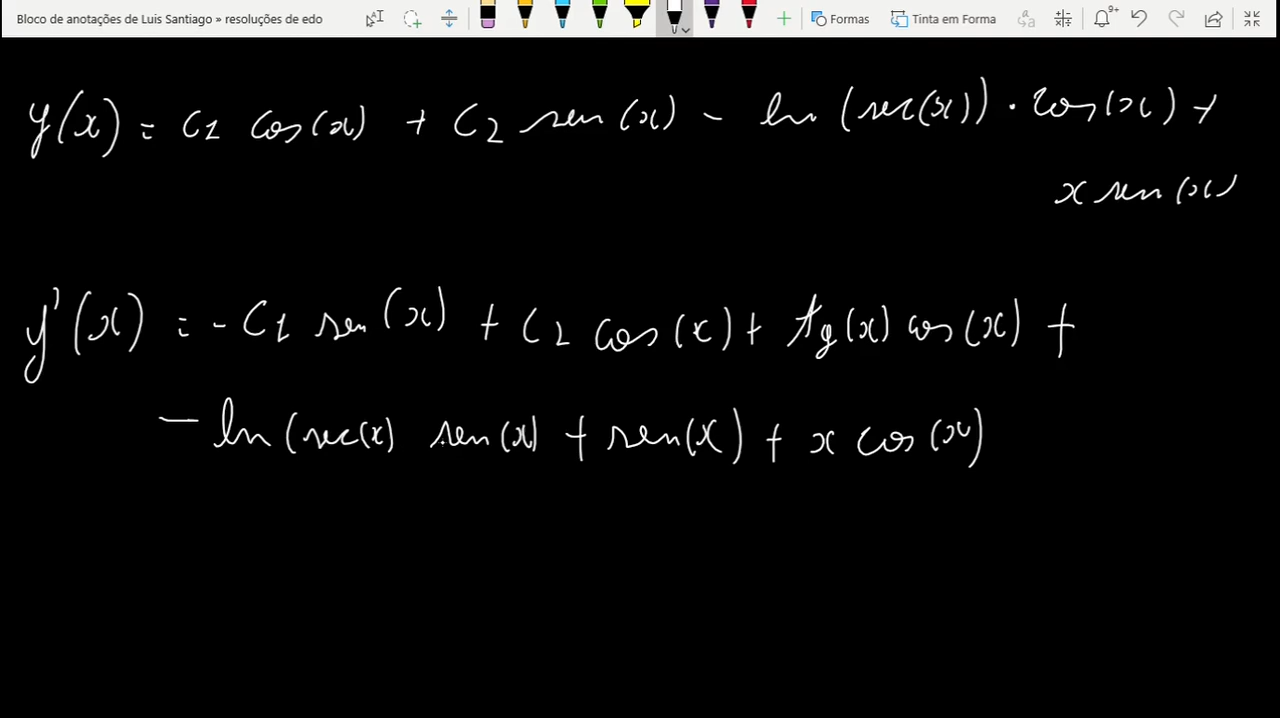 Bloco de anotações de Luis Santiago » resoluções de edo
Formas
Tinta em Forma
9+
y(x) = C1 cos(x) + C2 sen(x) - ln(sec(x)) · cos(x) +
x sen(x)
y'(x) = -C1 sen(x) + C2 cos(x) + tg(x) cos(x) +
- ln(sec(x) sen(x) + sen(x) + x cos(x)